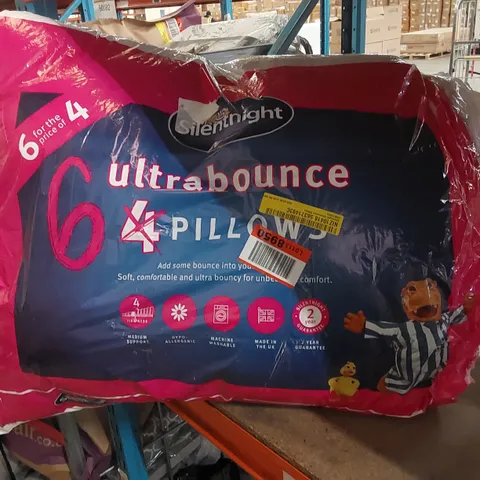 6 for the
price of 4
Silentnight
ultrabounce
6 4 PILLOWS
Add some bounce into you
Soft, comfortable and ultra bouncy for unbe comfort.
4
MEDIUM
SUPPORT
HYPO-
ALLERGENIC
MACHINE
WASHABLE
MADE IN
THE UK
2
2 YEAR
GUARANTEE